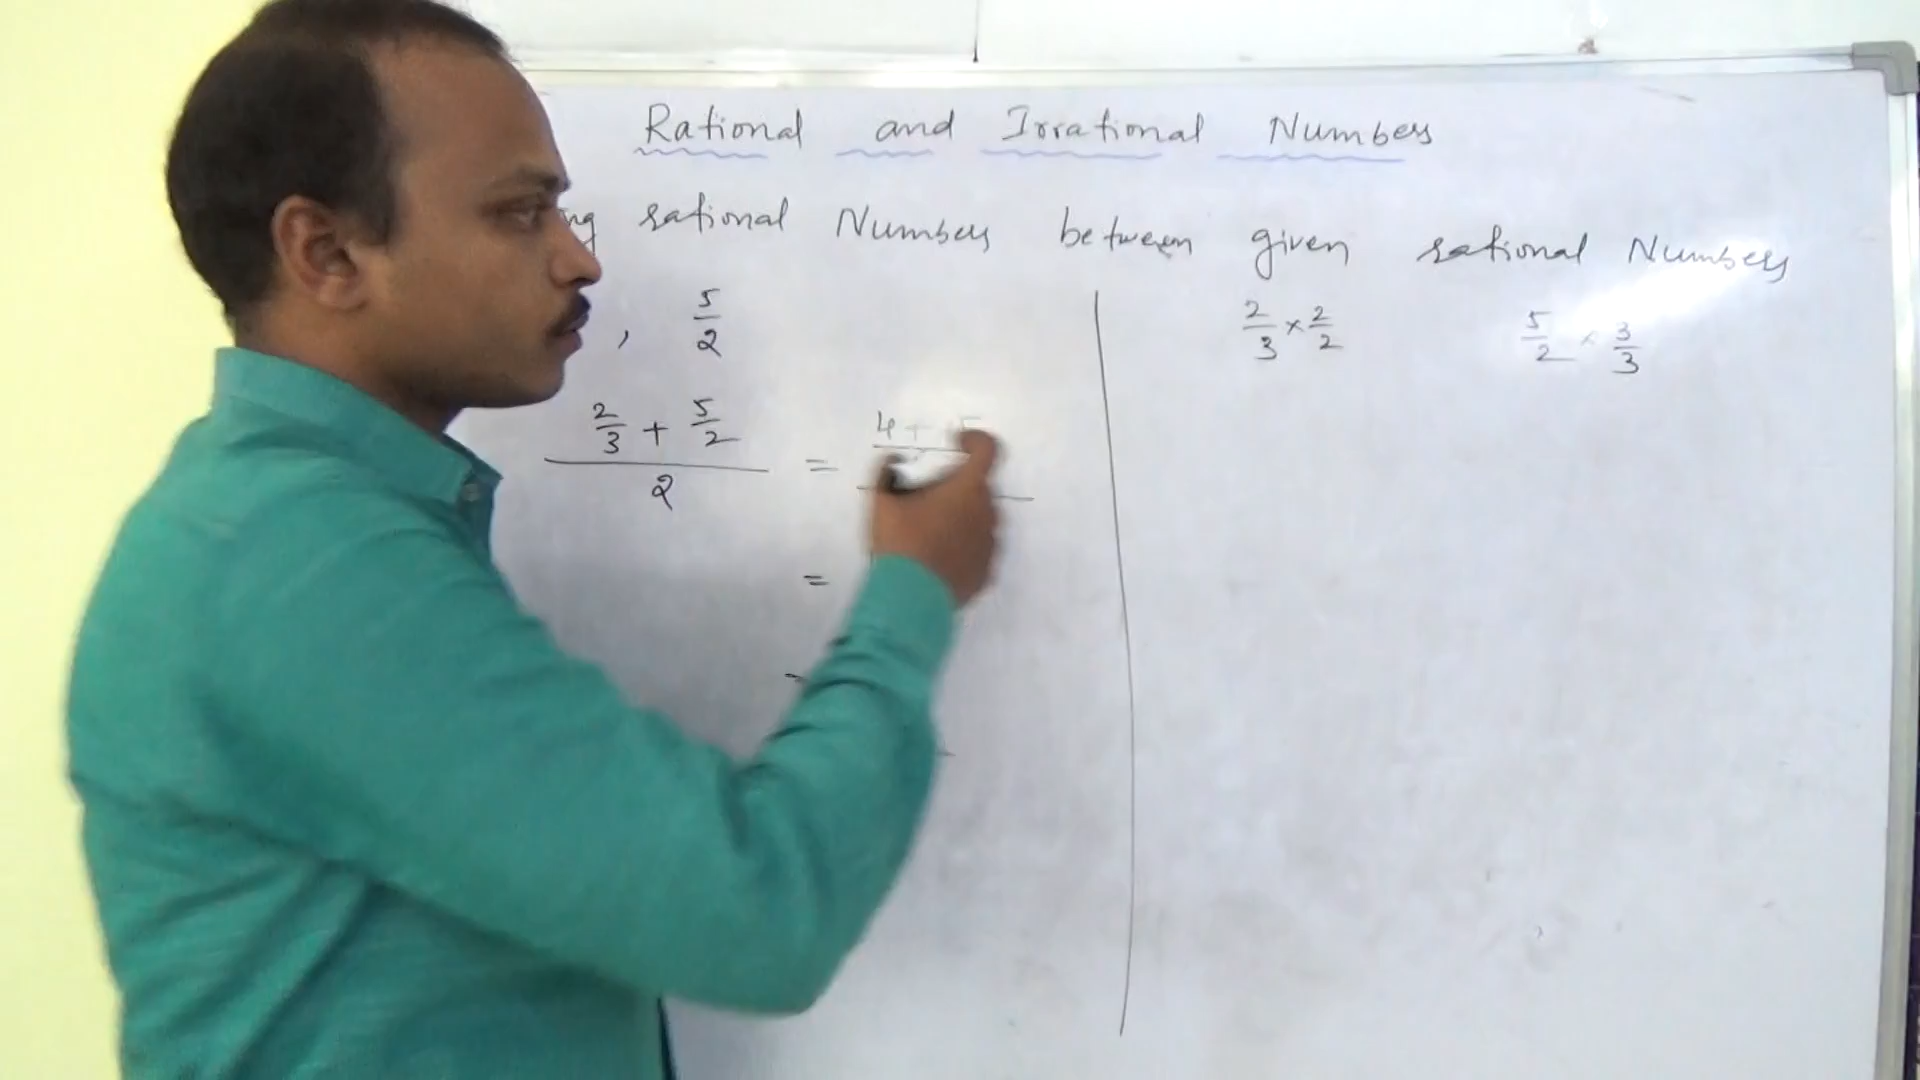 Rational and Irrational Numbers
rational Numbers between given rational Numbers
, 5/2
2/3 × 2/2
5/2 × 3/3
(2/3 + 5/2)/2 = 4 +
=